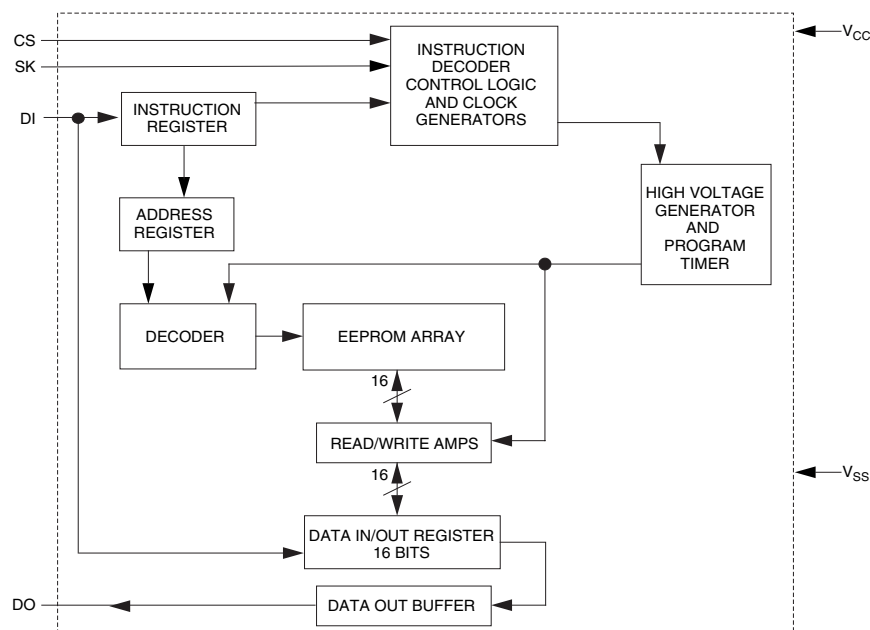 CS
SK
DI
INSTRUCTION
DECODER
CONTROL LOGIC
AND CLOCK
GENERATORS
VCC
INSTRUCTION
REGISTER
ADDRESS
REGISTER
HIGH VOLTAGE
GENERATOR
AND
PROGRAM
TIMER
DECODER
EEPROM ARRAY
16
READ/WRITE AMPS
16
VSS
DATA IN/OUT REGISTER
16 BITS
DO
DATA OUT BUFFER